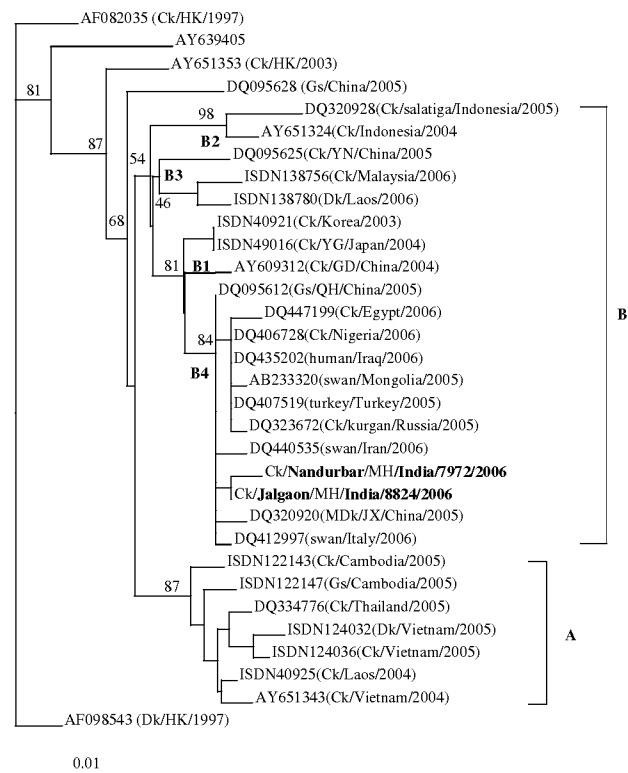 AF082035 (Ck/HK/1997)
AY639405
81
AY651353 (Ck/HK/2003)
DQ095628 (Gs/China/2005)
98
DQ320928(Ck/salatiga/Indonesia/2005)
B2
AY651324(Ck/Indonesia/2004
87
54
DQ095625(Ck/YN/China/2005
B3
ISDN138756(Ck/Malaysia/2006)
46
ISDN138780(Dk/Laos/2006)
68
ISDN40921(Ck/Korea/2003)
ISDN49016(Ck/YG/Japan/2004)
81
B1
AY609312(Ck/GD/China/2004)
DQ095612(Gs/QH/China/2005)
DQ447199(Ck/Egypt/2006)
B
84
DQ406728(Ck/Nigeria/2006)
DQ435202(human/Iraq/2006)
B4
AB233320(swan/Mongolia/2005)
DQ407519(turkey/Turkey/2005)
DQ323672(Ck/kurgan/Russia/2005)
DQ440535(swan/Iran/2006)
Ck/Nandurbar/MH/India/7972/2006
Ck/Jalgaon/MH/India/8824/2006
DQ320920(MDk/JX/China/2005)
DQ412997(swan/Italy/2006)
ISDN122143(Ck/Cambodia/2005)
87
ISDN122147(Gs/Cambodia/2005)
DQ334776(Ck/Thailand/2005)
ISDN124032(Dk/Vietnam/2005)
A
ISDN124036(Ck/Vietnam/2005)
ISDN40925(Ck/Laos/2004)
AY651343(Ck/Vietnam/2004)
AF098543 (Dk/HK/1997)
0.01